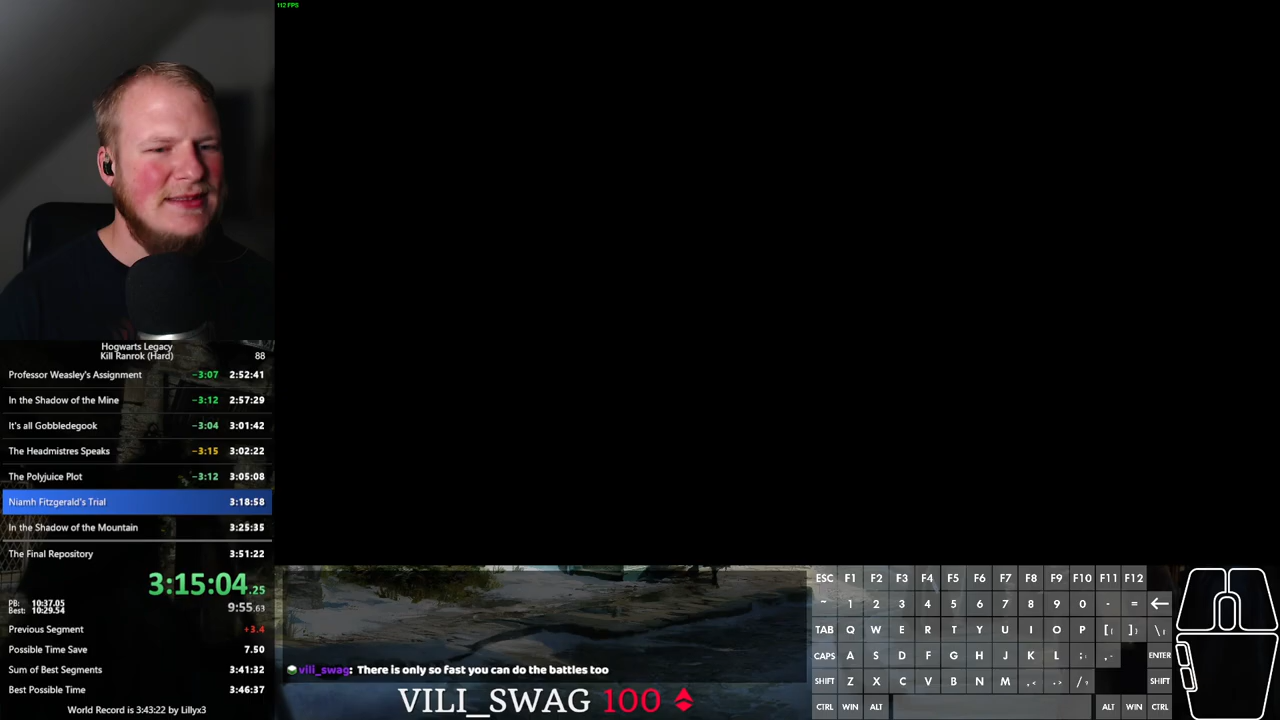 112 FPS
Hogwarts Legacy
Kill Ranrok (Hard) 88
Professor Weasley's Assignment -3:07 2:52:41
In the Shadow of the Mine -3:12 2:57:29
It's all Gobbledegook -3:04 3:01:42
The Headmistres Speaks -3:15 3:02:22
The Polyjuice Plot -3:12 3:05:08
Niamh Fitzgerald's Trial 3:18:58
In the Shadow of the Mountain 3:25:35
The Final Repository 3:51:22
3:15:04.25
PB: 10:37.05
Best: 10:29.54
9:55.63
Previous Segment +3.4
Possible Time Save 7.50
Sum of Best Segments 3:41:32
Best Possible Time 3:46:37
World Record is 3:43:22 by Lillyx3
vili_swag: There is only so fast you can do the battles too
VILI_SWAG 100
ESC F1 F2 F3 F4 F5 F6 F7 F8 F9 F10 F11 F12
~ 1 2 3 4 5 6 7 8 9 0 - =
TAB Q W E R T Y U I O P [{ ]} \|
CAPS A S D F G H J K L ;: ,. ENTER
SHIFT Z X C V B N M ,< .> /? SHIFT
CTRL WIN ALT ALT WIN CTRL